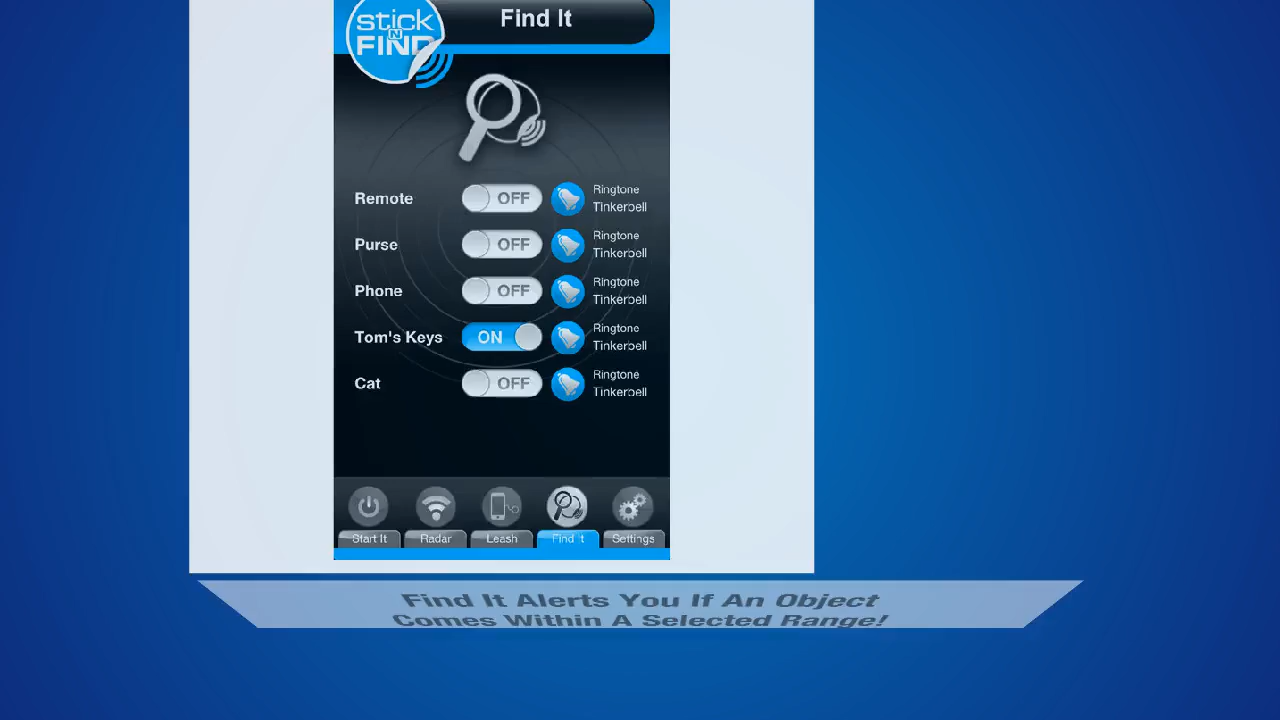 stick
N
FIND
Find It
Remote
OFF
Ringtone
Tinkerbell
Purse
OFF
Ringtone
Tinkerbell
Phone
OFF
Ringtone
Tinkerbell
Tom's Keys
ON
Ringtone
Tinkerbell
Cat
OFF
Ringtone
Tinkerbell
Start It
Radar
Leash
Find It
Settings
Find It Alerts You If An Object
Comes Within A Selected Range!